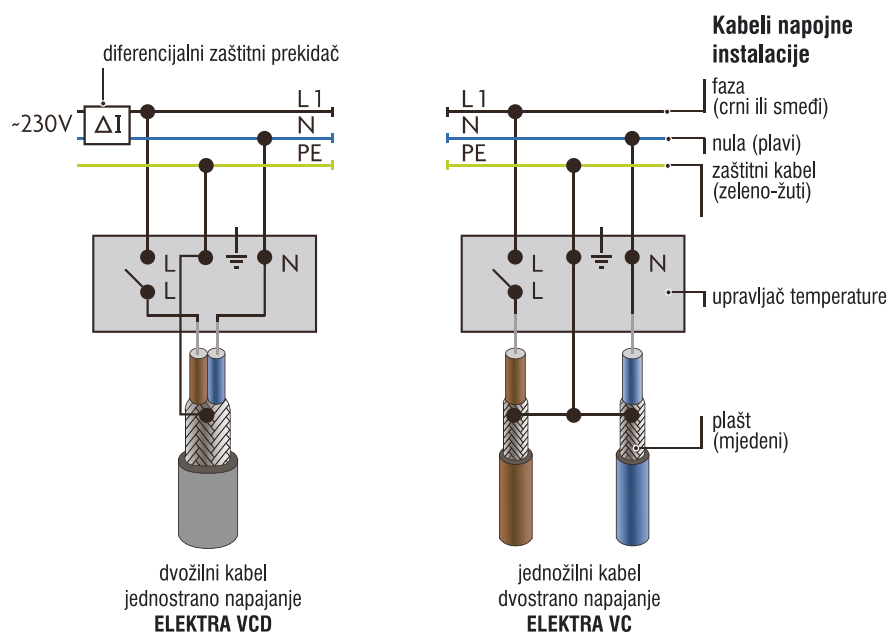 Kabeli napojne
instalacije
diferencijalni zaštitni prekidač
~230V
ΔI
L1
N
PE
L1
N
PE
faza
(crni ili smeđi)
nula (plavi)
zaštitni kabel
(zeleno-žuti)
L
L
N
L
L
N
upravljač temperature
plašt
(mjedeni)
dvožilni kabel
jednostrano napajanje
ELEKTRA VCD
jednožilni kabel
dvostrano napajanje
ELEKTRA VC